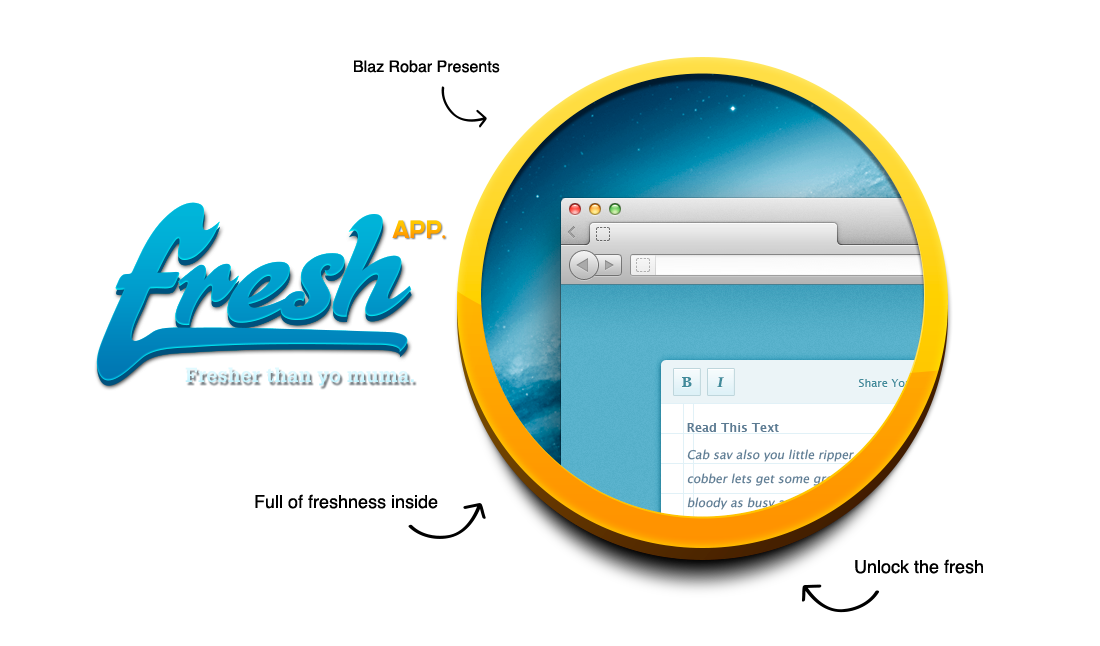 Blaz Robar Presents
fresh
APP.
Fresher than yo muma.
B I
Share Yo
Read This Text
Cab sav also you little ripper
cobber lets get some
bloody as busy
Full of freshness inside
Unlock the fresh